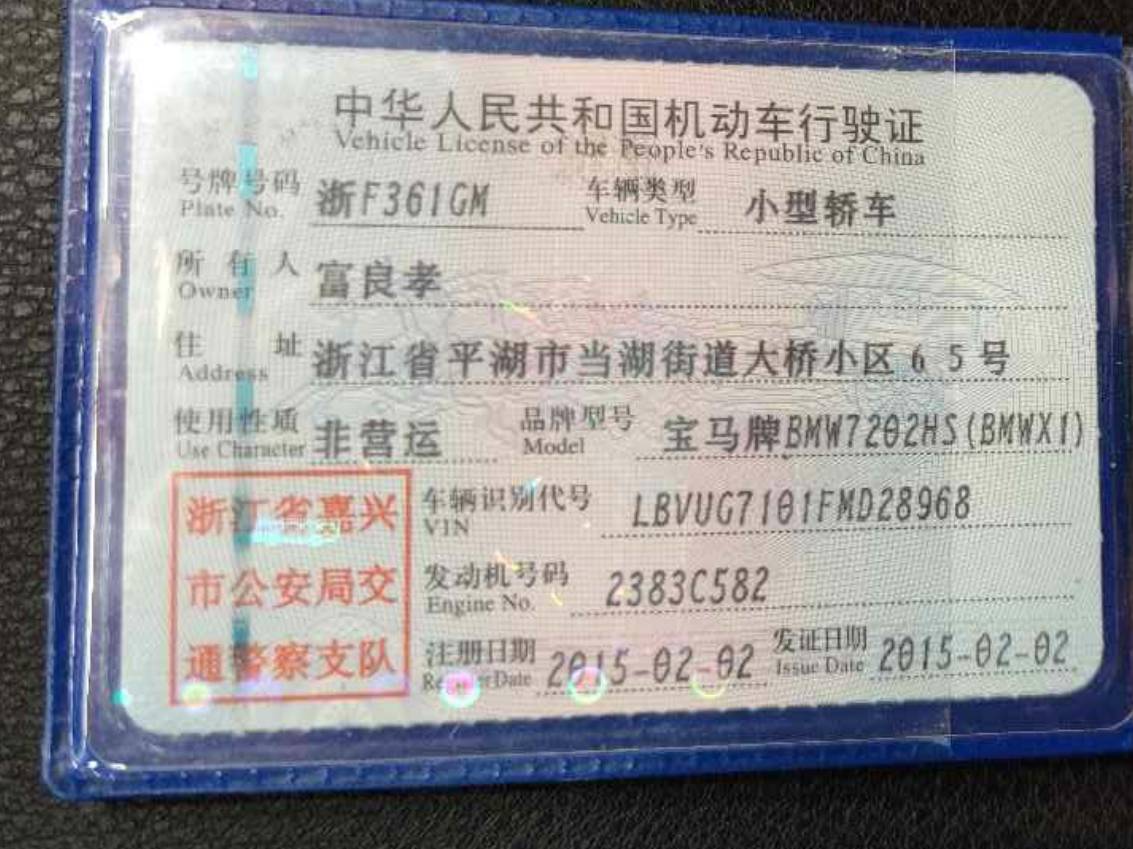 中华人民共和国机动车行驶证
Vehicle License of the People's Republic of China
号牌号码 浙F361GM 车辆类型 小型轿车
Plate No. Vehicle Type
所有人 富良孝
Owner
住址 浙江省平湖市当湖街道大桥小区65号
Address
使用性质 非营运 品牌型号 宝马牌BMW7202HS(BMWX1)
Use Character Model
浙江省嘉兴
市公安局交
通警察支队
车辆识别代号 LBVUG7101FMD28968
VIN
发动机号码 2383C582
Engine No.
注册日期 2015-02-02 发证日期 2015-02-02
Register Date Issue Date